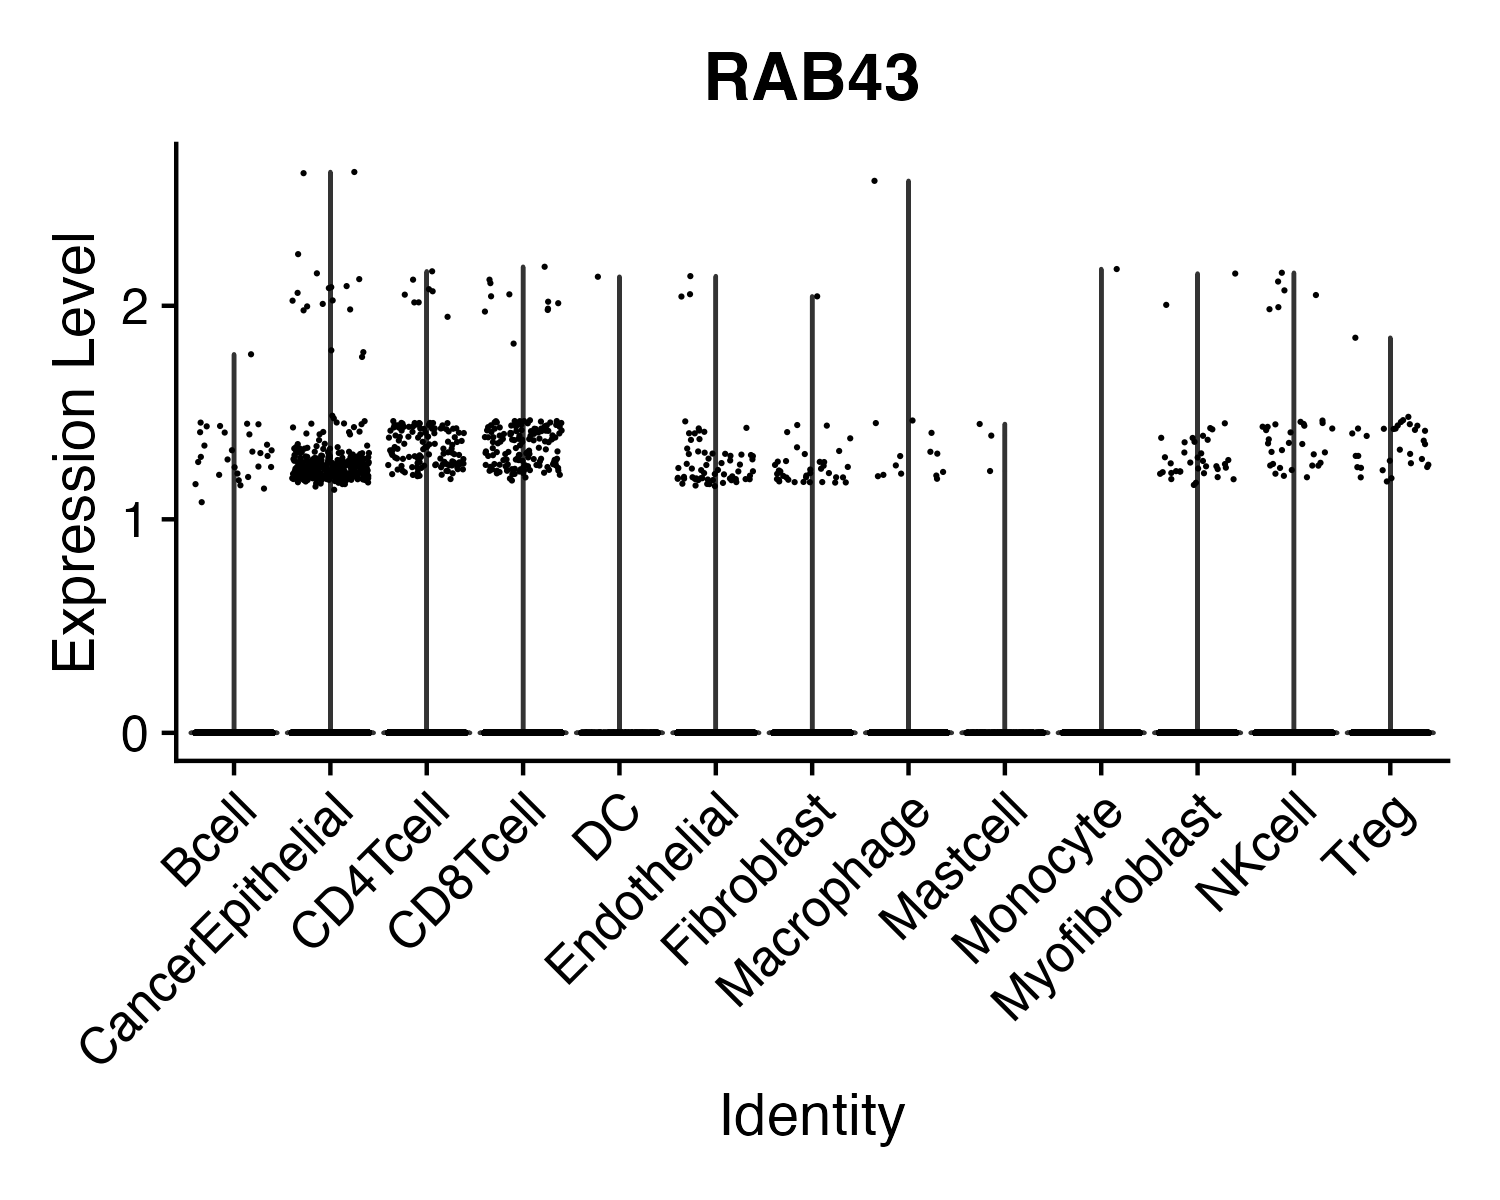 RAB43
Expression Level
2
1
0
Bcell
CancerEpithelial
CD4Tcell
CD8Tcell
DC
Endothelial
Fibroblast
Macrophage
Mastcell
Monocyte
Myofibroblast
NKcell
Treg
Identity